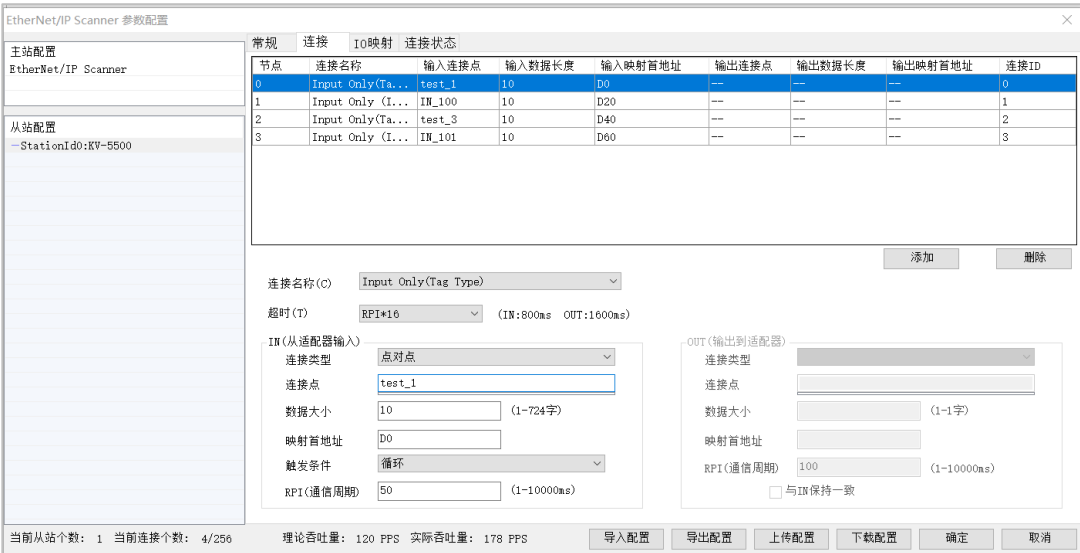 EtherNet/IP Scanner 参数配置
主站配置
EtherNet/IP Scanner
从站配置
StationId0:KV-5500
常规 连接 IO映射 连接状态
节点 连接名称 输入连接点 输入数据长度 输入映射首地址 输出连接点 输出数据长度 输出映射首地址 连接ID
0 Input Only(Ta... test_1 10 D0 -- -- -- 0
1 Input Only (I... IN_100 10 D20 -- -- -- 1
2 Input Only(Ta... test_3 10 D40 -- -- -- 2
3 Input Only (I... IN_101 10 D60 -- -- -- 3
添加 删除
连接名称(C) Input Only(Tag Type)
超时(T) RPI*16 (IN:800ms OUT:1600ms)
IN(从适配器输入)
连接类型 点对点
连接点 test_1
数据大小 10 (1-724字)
映射首地址 D0
触发条件 循环
RPI(通信周期) 50 (1-10000ms)
OUT(输出到适配器)
连接类型
连接点
数据大小 (1-1字)
映射首地址
RPI(通信周期) 100 (1-10000ms)
与IN保持一致
当前从站个数: 1 当前连接个数: 4/256 理论吞吐量: 120 PPS 实际吞吐量: 178 PPS 导入配置 导出配置 上传配置 下载配置 确定 取消